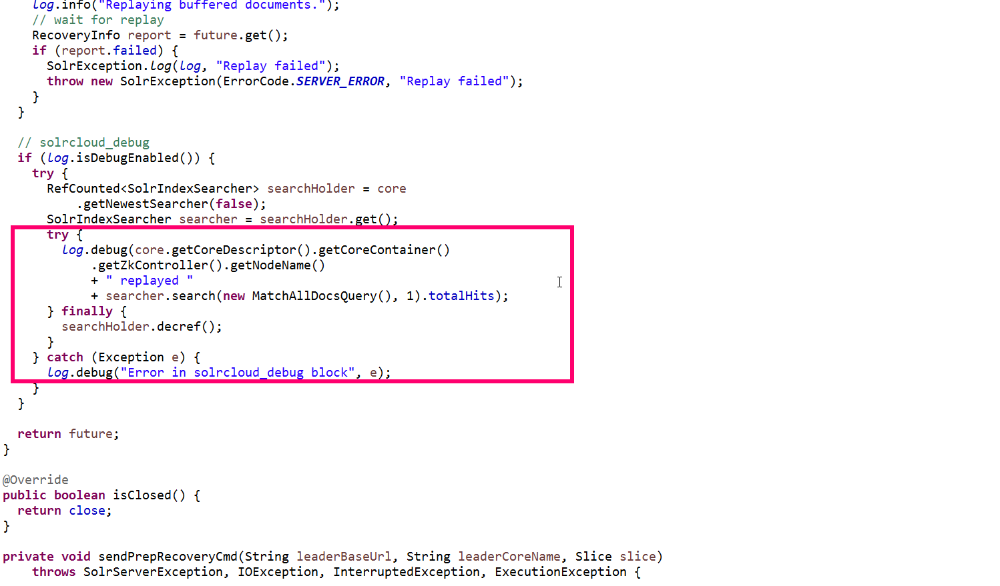 log.info("Replaying buffered documents.");
// wait for replay
RecoveryInfo report = future.get();
if (report.failed) {
SolrException.log(log, "Replay failed");
throw new SolrException(ErrorCode.SERVER_ERROR, "Replay failed");
}
}
// solrcloud_debug
if (log.isDebugEnabled()) {
try {
RefCounted<SolrIndexSearcher> searchHolder = core
.getNewestSearcher(false);
SolrIndexSearcher searcher = searchHolder.get();
try {
log.debug(core.getCoreDescriptor().getCoreContainer()
.getZkController().getNodeName()
+ " replayed "
+ searcher.search(new MatchAllDocsQuery(), 1).totalHits);
} finally {
searchHolder.decref();
}
} catch (Exception e) {
log.debug("Error in solrcloud_debug block", e);
}
}
return future;
}
@Override
public boolean isClosed() {
return close;
}
private void sendPrepRecoveryCmd(String leaderBaseUrl, String leaderCoreName, Slice slice)
throws SolrServerException, IOException, InterruptedException, ExecutionException {